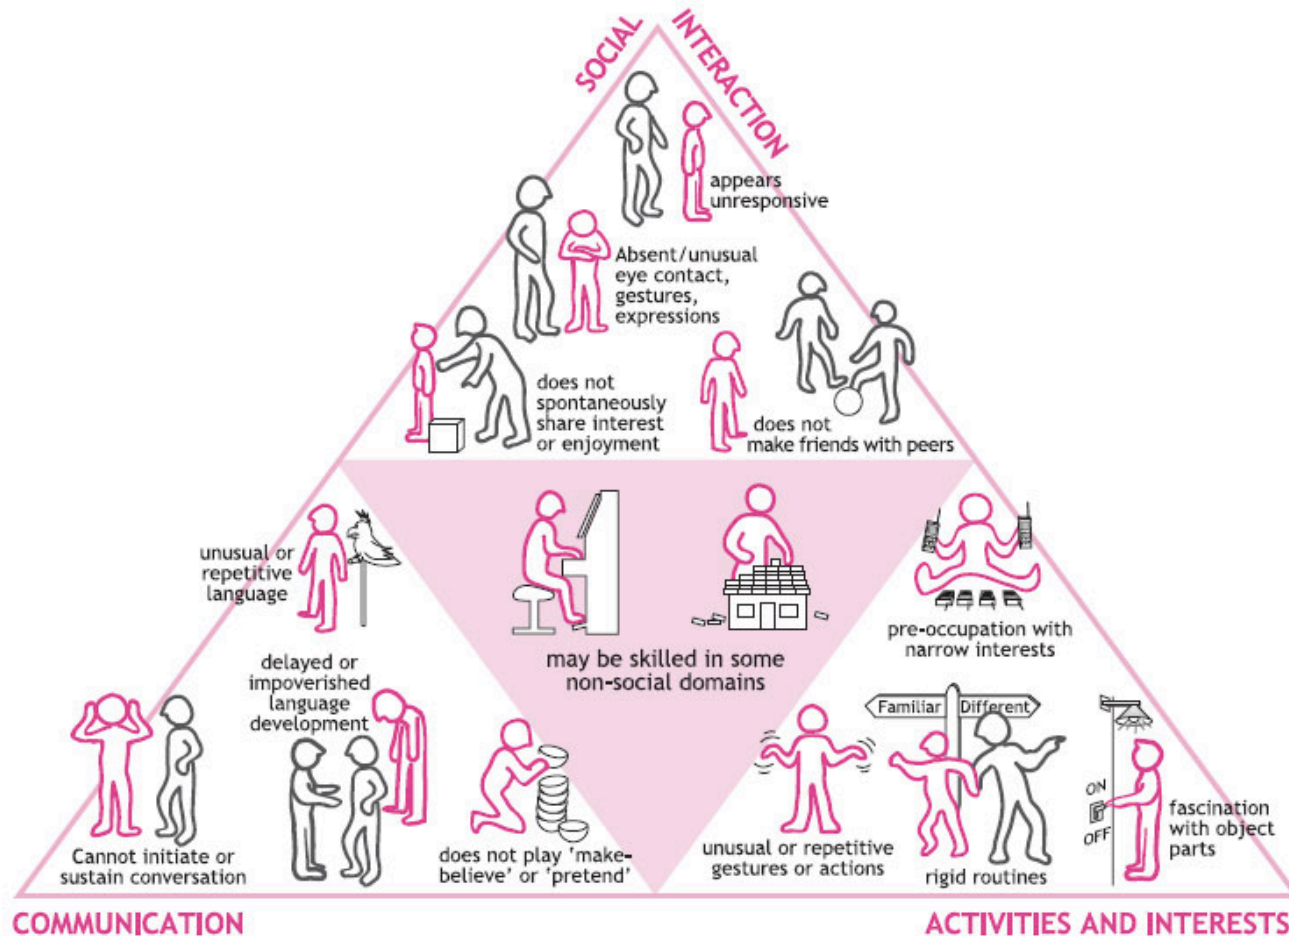 SOCIAL
INTERACTION
appears
unresponsive
Absent/unusual
eye contact,
gestures,
expressions
does not
spontaneously
share interest
or enjoyment
does not
make friends with peers
unusual or
repetitive
language
may be skilled in some
non-social domains
pre-occupation with
narrow interests
delayed or
impoverished
language
development
Cannot initiate or
sustain conversation
does not play ‘make-
believe’ or ‘pretend’
unusual or repetitive
gestures or actions
Familiar
Different
rigid routines
ON
OFF
fascination
with object
parts
COMMUNICATION
ACTIVITIES AND INTERESTS